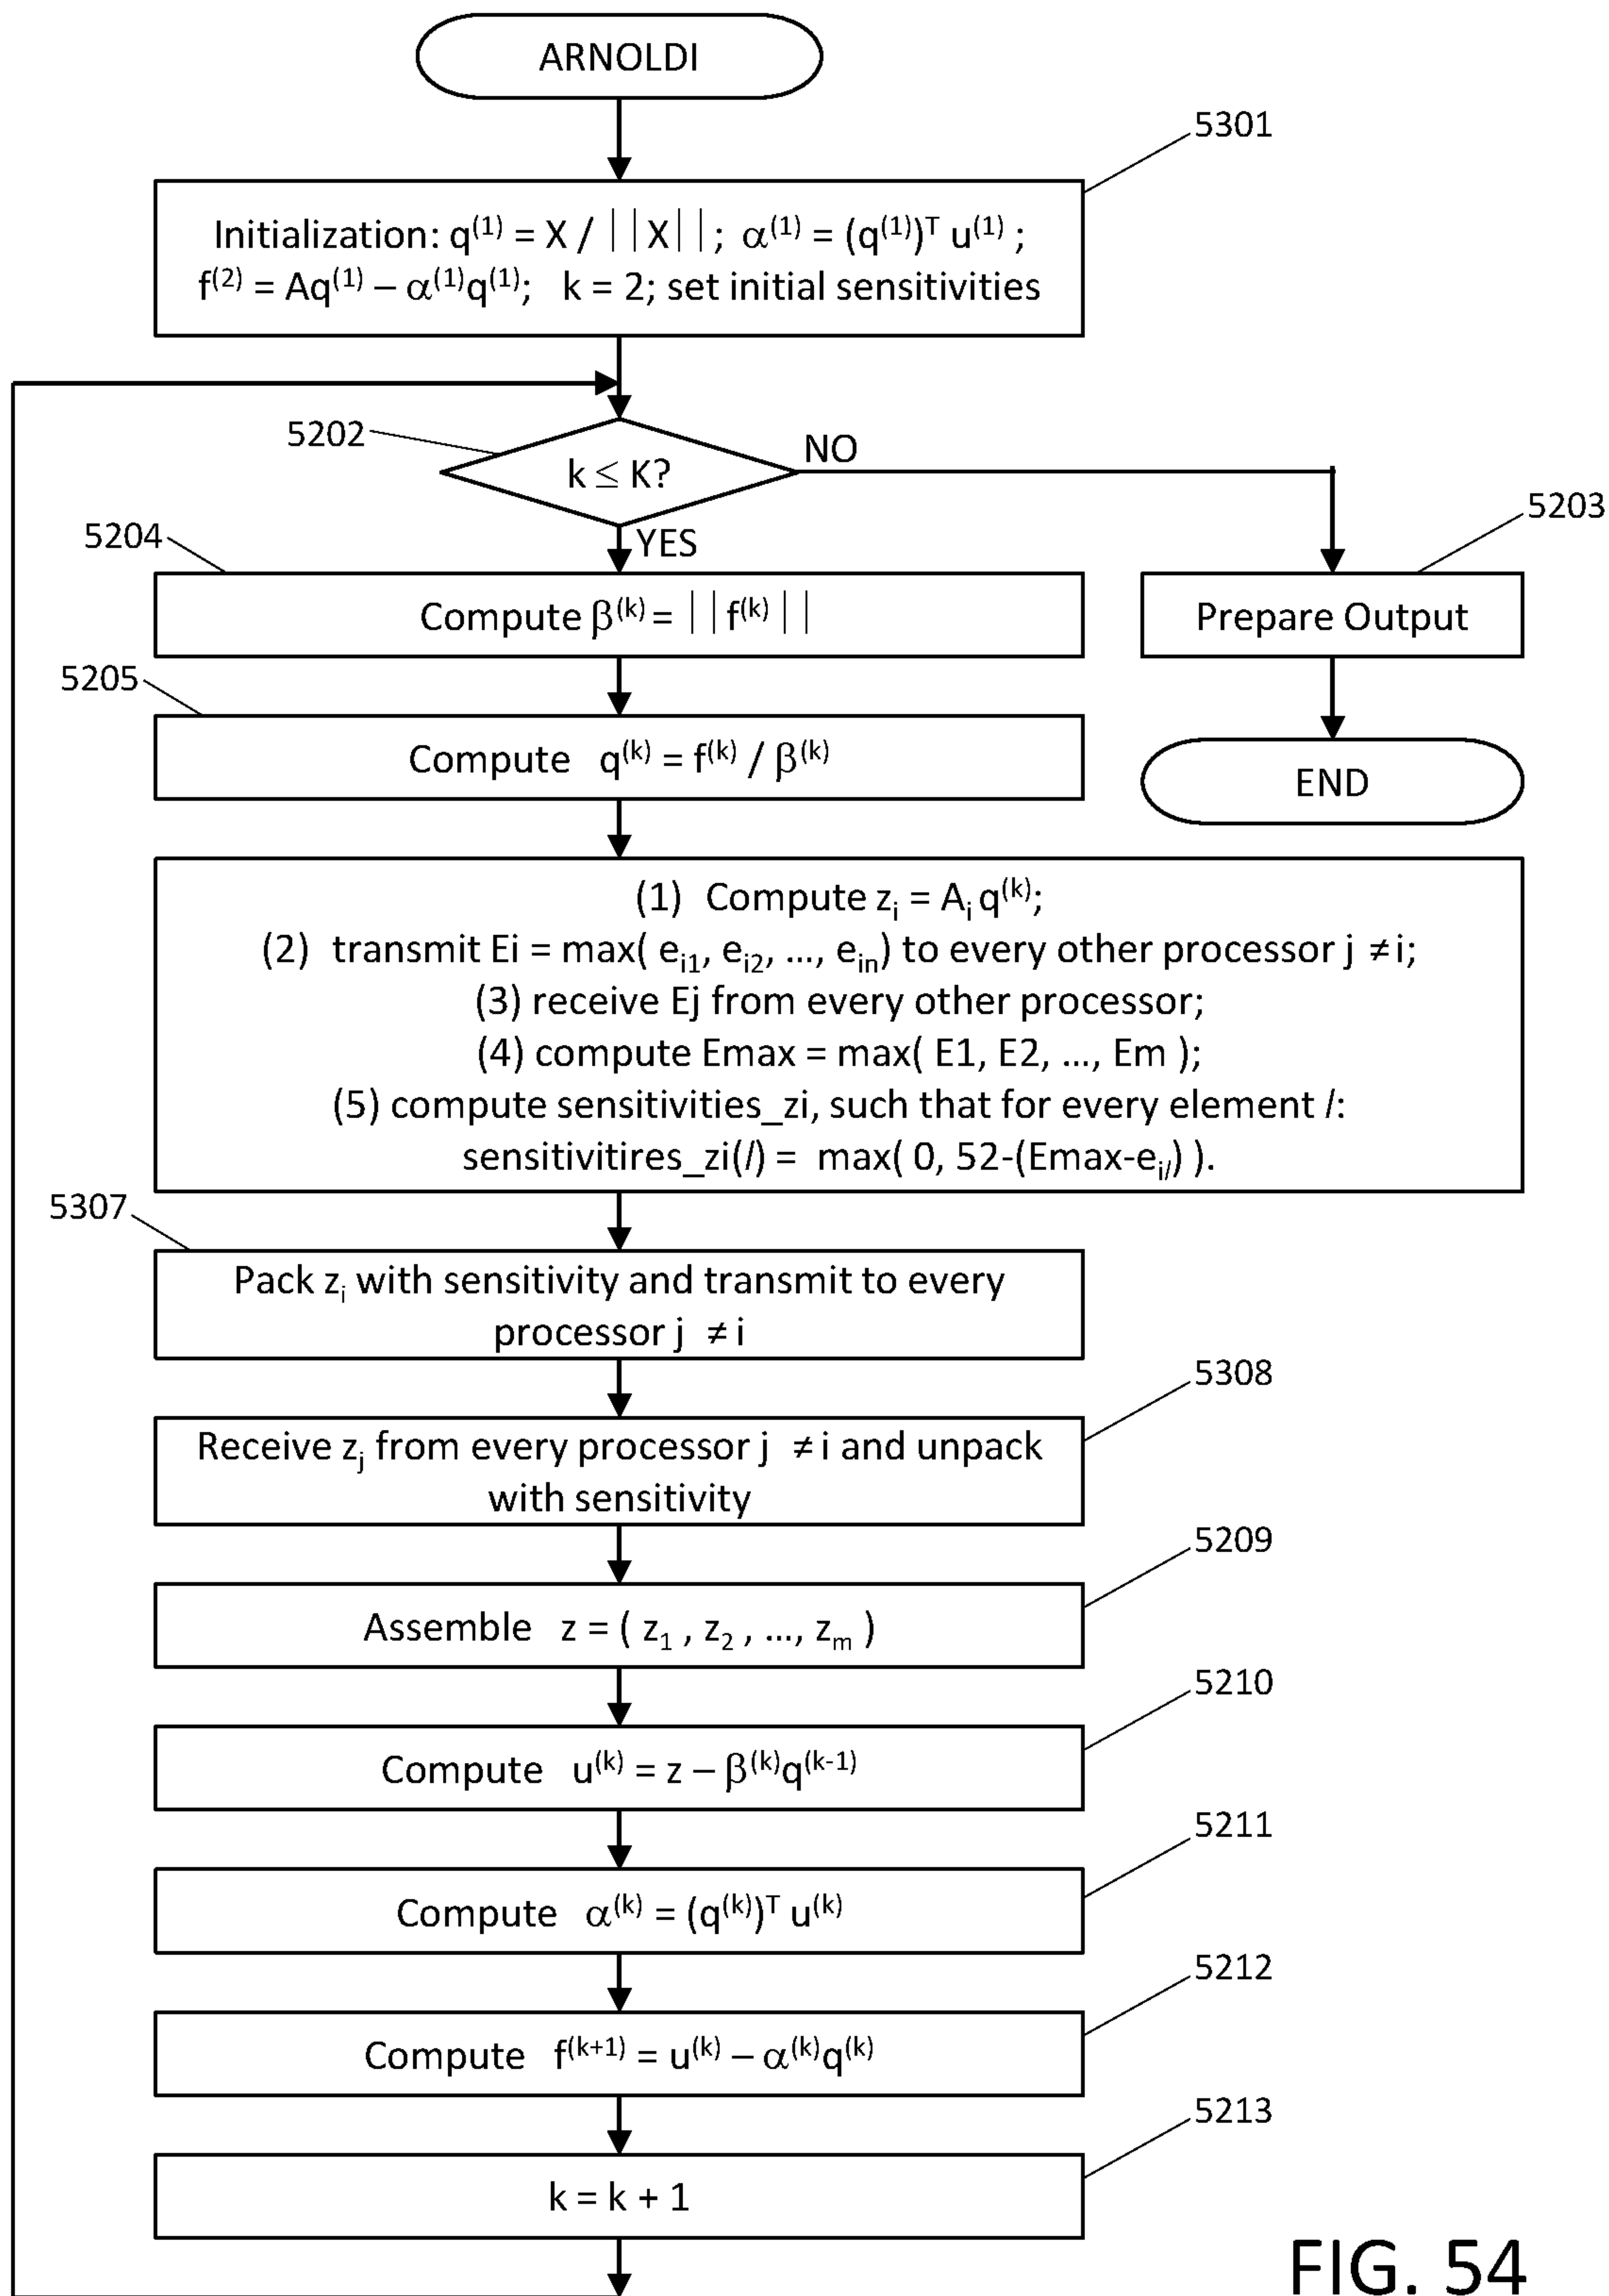 ARNOLDI
5301
Initialization: q⁽¹⁾ = X / ||X||; α⁽¹⁾ = (q⁽¹⁾)ᵀ u⁽¹⁾ ;
f⁽²⁾ = Aq⁽¹⁾ – α⁽¹⁾q⁽¹⁾; k = 2; set initial sensitivities
5202
k ≤ K?
NO
YES
5203
Prepare Output
END
5204
Compute β⁽ᵏ⁾ = ||f⁽ᵏ⁾||
5205
Compute q⁽ᵏ⁾ = f⁽ᵏ⁾ / β⁽ᵏ⁾
(1) Compute zᵢ = Aᵢ q⁽ᵏ⁾;
(2) transmit Ei = max( eᵢ₁, eᵢ₂, ..., eᵢₙ) to every other processor j ≠ i;
(3) receive Ej from every other processor;
(4) compute Emax = max( E1, E2, ..., Em );
(5) compute sensitivities_zi, such that for every element l:
sensitivitires_zi(l) = max( 0, 52-(Emax-eᵢₗ) ).
5307
Pack zᵢ with sensitivity and transmit to every
processor j ≠ i
5308
Receive zⱼ from every processor j ≠ i and unpack
with sensitivity
5209
Assemble z = ( z₁ , z₂ , ..., zₘ )
5210
Compute u⁽ᵏ⁾ = z – β⁽ᵏ⁾q⁽ᵏ⁻¹⁾
5211
Compute α⁽ᵏ⁾ = (q⁽ᵏ⁾)ᵀ u⁽ᵏ⁾
5212
Compute f⁽ᵏ⁺¹⁾ = u⁽ᵏ⁾ – α⁽ᵏ⁾q⁽ᵏ⁾
5213
k = k + 1
FIG. 54